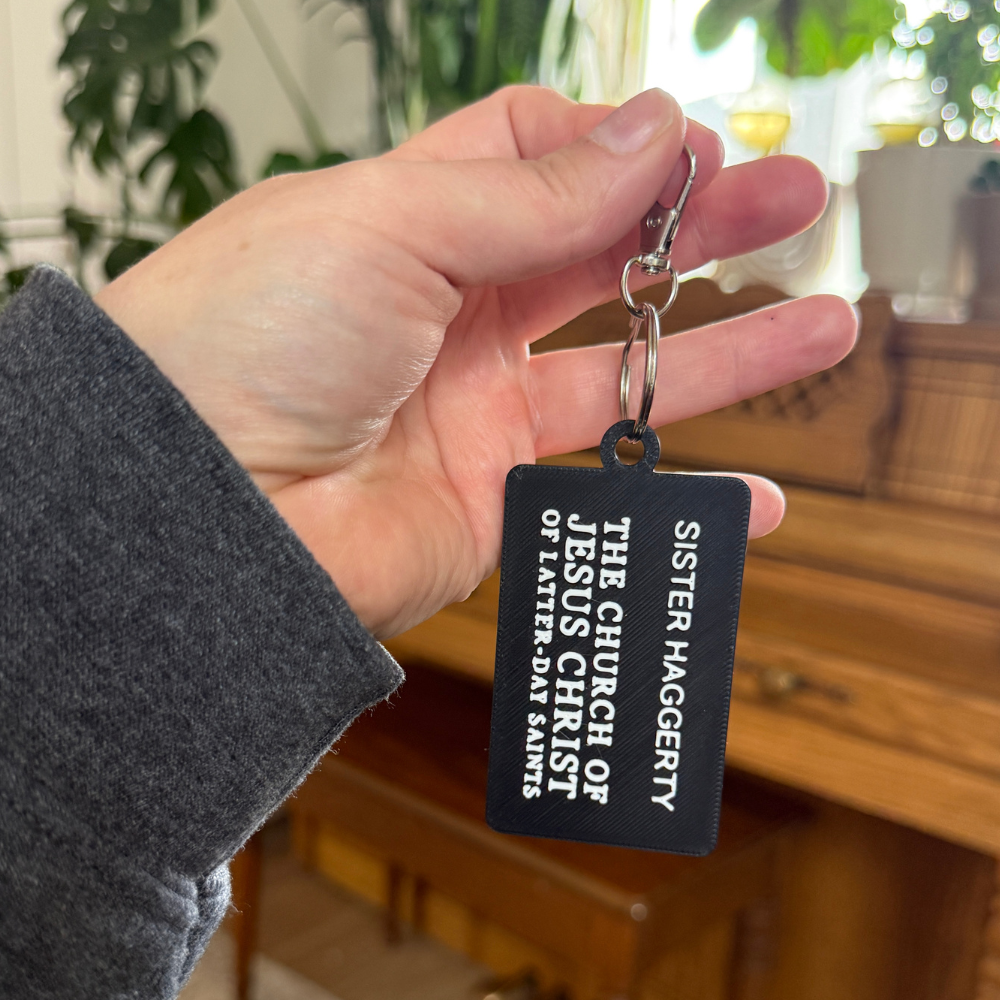 SISTER HAGGERTY
THE CHURCH OF
JESUS CHRIST
OF LATTER-DAY SAINTS